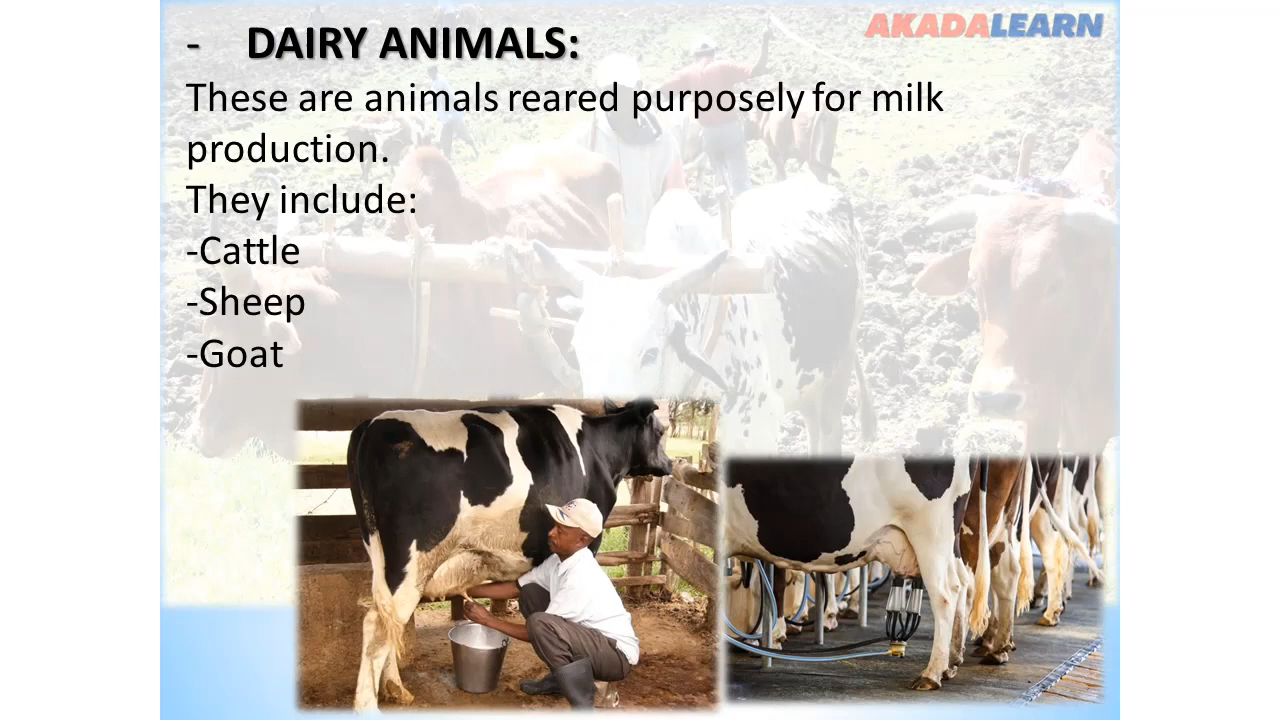 - DAIRY ANIMALS:
AKADALEARN
These are animals reared purposely for milk
production.
They include:
-Cattle
-Sheep
-Goat